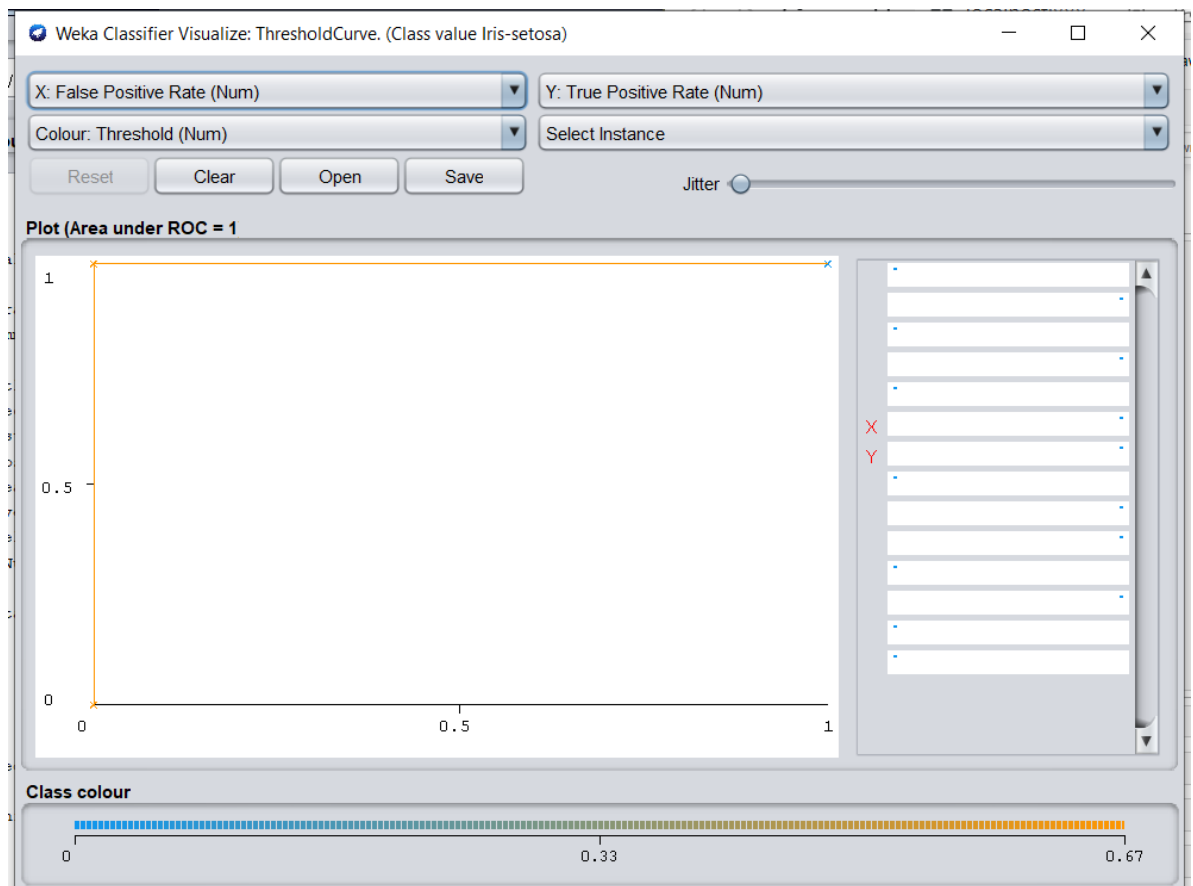 Weka Classifier Visualize: ThresholdCurve. (Class value Iris-setosa)
X: False Positive Rate (Num) Y: True Positive Rate (Num)
Colour: Threshold (Num) Select Instance
Reset Clear Open Save Jitter
Plot (Area under ROC = 1
1
0.5
0
0 0.5 1
X
Y
Class colour
0 0.33 0.67